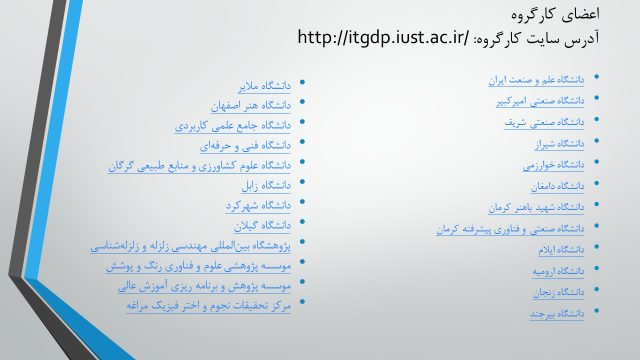 اعضای کارگروه
آدرس سایت کارگروه: http://itgdp.iust.ac.ir/
دانشگاه علم و صنعت ایران
دانشگاه صنعتی امیرکبیر
دانشگاه صنعتی شریف
دانشگاه شیراز
دانشگاه خوارزمی
دانشگاه دامغان
دانشگاه شهید باهنر کرمان
دانشگاه صنعتی و فناوری پیشرفته کرمان
دانشگاه ایلام
دانشگاه ارومیه
دانشگاه زنجان
دانشگاه بیرجند
دانشگاه ملایر
دانشگاه هنر اصفهان
دانشگاه جامع علمی کاربردی
دانشگاه فنی و حرفه‌ای
دانشگاه علوم کشاورزی و منابع طبیعی گرگان
دانشگاه زابل
دانشگاه شهرکرد
دانشگاه گیلان
پژوهشگاه بین‌المللی مهندسی زلزله و زلزله‌شناسی
موسسه پژوهشی علوم و فناوری رنگ و پوشش
موسسه پژوهش و برنامه ریزی آموزش عالی
مرکز تحقیقات نجوم و اختر فیزیک مراغه